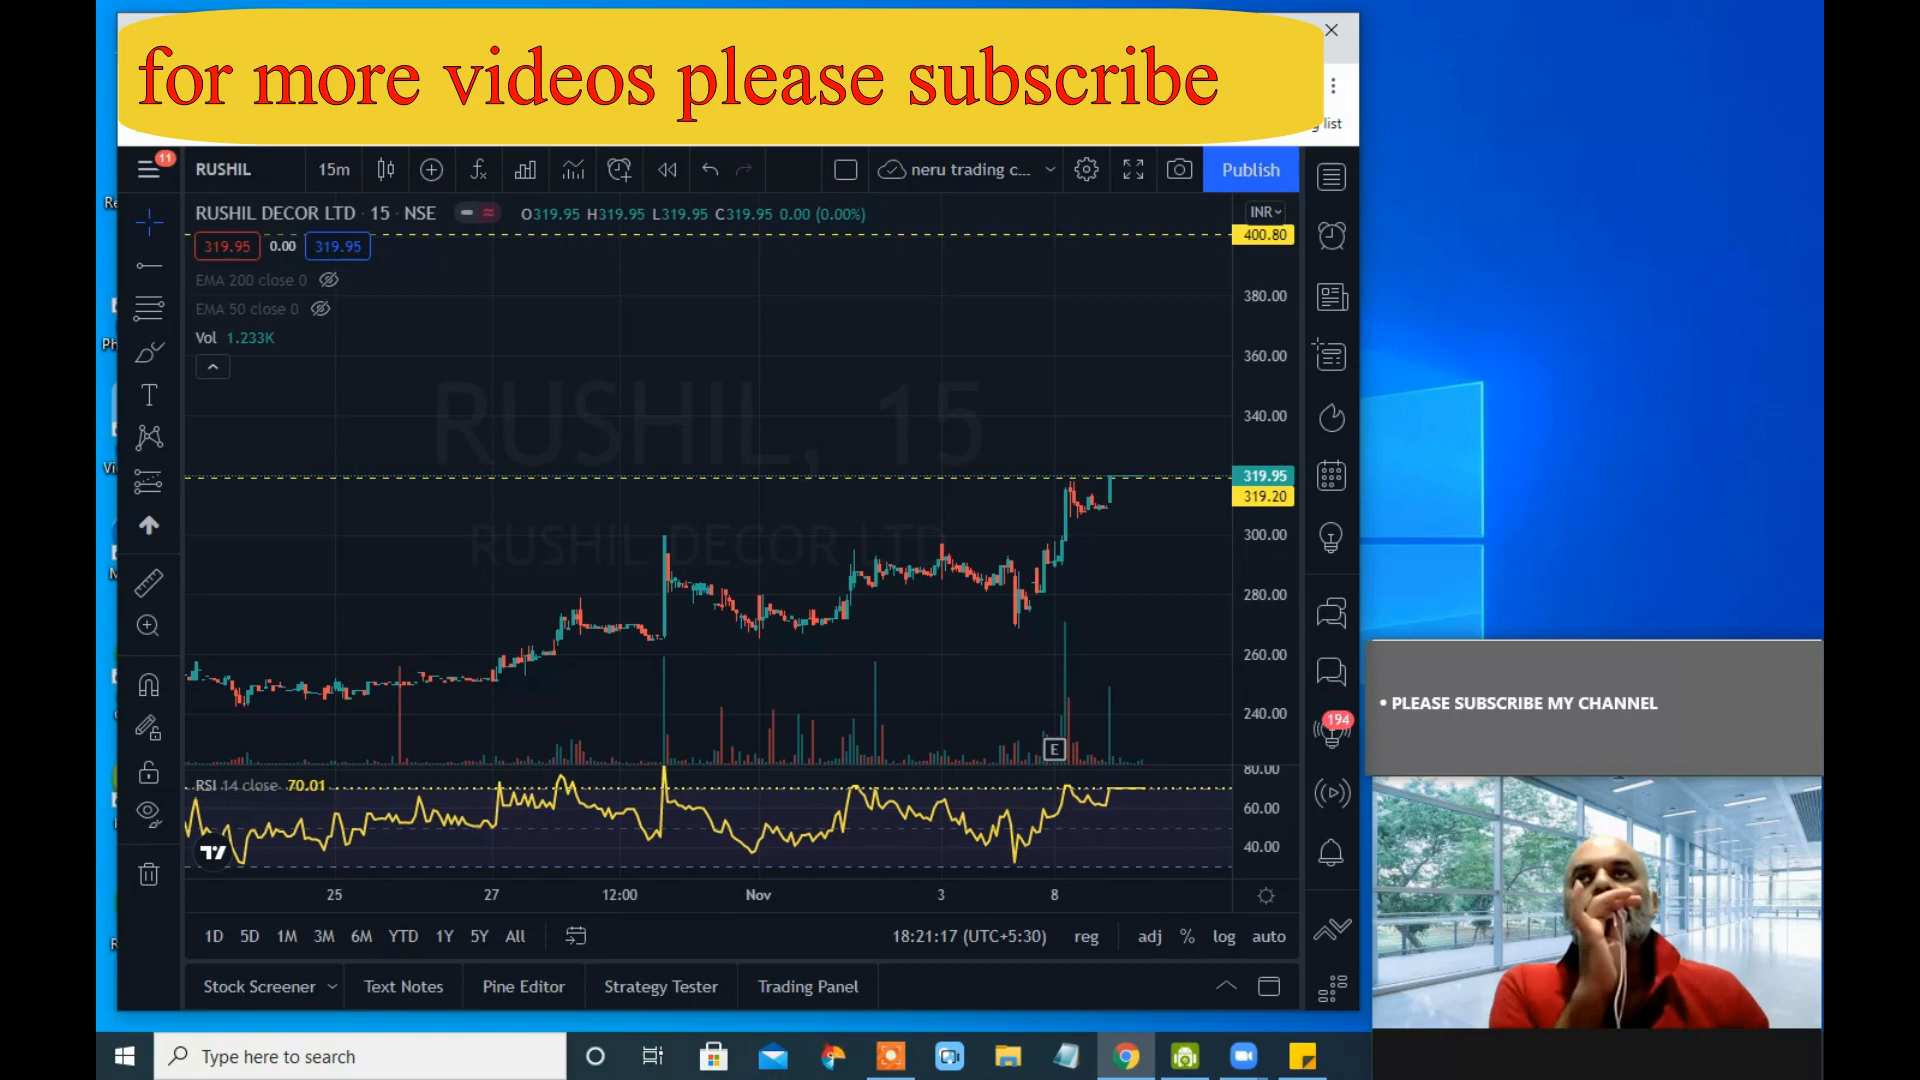 for more videos please subscribe
g list
11
RUSHIL
15m
neru trading c...
Publish
RUSHIL DECOR LTD · 15 · NSE
O319.95 H319.95 L319.95 C319.95 0.00 (0.00%)
INR
400.80
319.95
0.00
319.95
EMA 200 close 0
EMA 50 close 0
Vol 1.233K
RUSHIL, 15
RUSHIL DECOR LTD
380.00
360.00
340.00
319.95
319.20
300.00
280.00
260.00
240.00
E
194
80.00
RSI 14 close 70.01
60.00
40.00
25
27
12:00
Nov
3
8
1D 5D 1M 3M 6M YTD 1Y 5Y All
18:21:17 (UTC+5:30)
reg
adj % log auto
Stock Screener
Text Notes
Pine Editor
Strategy Tester
Trading Panel
• PLEASE SUBSCRIBE MY CHANNEL
Type here to search